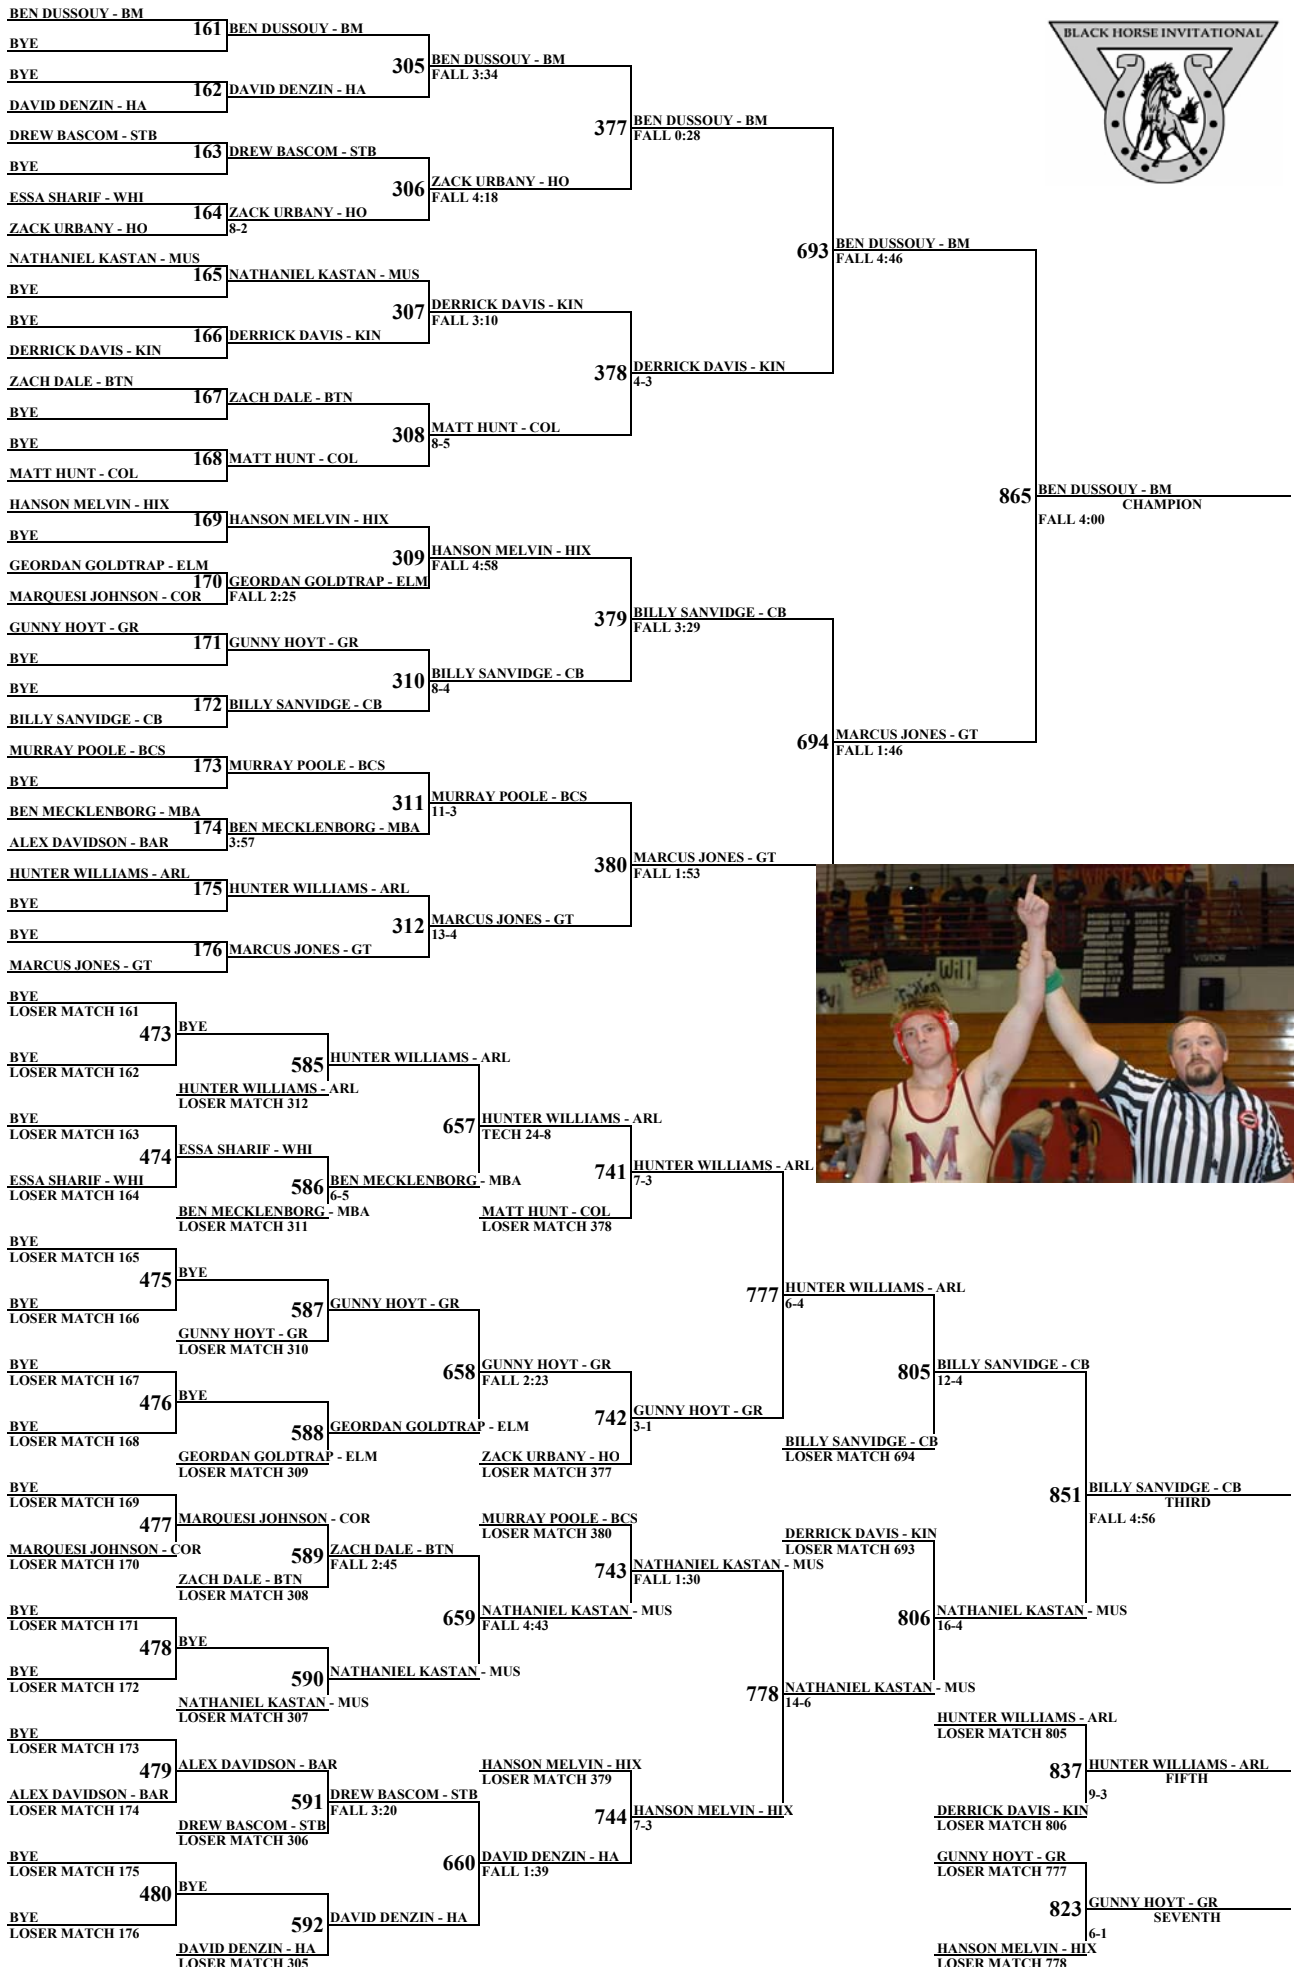 BEN DUSSOUY - BM
161
BEN DUSSOUY - BM
BYE
305
BEN DUSSOUY - BM
FALL 3:34
BYE
162
DAVID DENZIN - HA
DAVID DENZIN - HA
377
BEN DUSSOUY - BM
FALL 0:28
DREW BASCOM - STB
163
DREW BASCOM - STB
BYE
306
ZACK URBANY - HO
FALL 4:18
ESSA SHARIF - WHI
164
ZACK URBANY - HO
8-2
ZACK URBANY - HO
693
BEN DUSSOUY - BM
FALL 4:46
NATHANIEL KASTAN - MUS
165
NATHANIEL KASTAN - MUS
BYE
307
DERRICK DAVIS - KIN
FALL 3:10
BYE
166
DERRICK DAVIS - KIN
DERRICK DAVIS - KIN
378
DERRICK DAVIS - KIN
4-3
ZACH DALE - BTN
167
ZACH DALE - BTN
BYE
308
MATT HUNT - COL
8-5
BYE
168
MATT HUNT - COL
MATT HUNT - COL
865
BEN DUSSOUY - BM
CHAMPION
FALL 4:00
HANSON MELVIN - HIX
169
HANSON MELVIN - HIX
BYE
309
HANSON MELVIN - HIX
FALL 4:58
GEORDAN GOLDTRAP - ELM
170
GEORDAN GOLDTRAP - ELM
FALL 2:25
MARQUESI JOHNSON - COR
379
BILLY SANVIDGE - CB
FALL 3:29
GUNNY HOYT - GR
171
GUNNY HOYT - GR
BYE
310
BILLY SANVIDGE - CB
8-4
BYE
172
BILLY SANVIDGE - CB
BILLY SANVIDGE - CB
694
MARCUS JONES - GT
FALL 1:46
MURRAY POOLE - BCS
173
MURRAY POOLE - BCS
BYE
311
MURRAY POOLE - BCS
11-3
BEN MECKLENBORG - MBA
174
BEN MECKLENBORG - MBA
3:57
ALEX DAVIDSON - BAR
380
MARCUS JONES - GT
FALL 1:53
HUNTER WILLIAMS - ARL
175
HUNTER WILLIAMS - ARL
BYE
312
MARCUS JONES - GT
13-4
BYE
176
MARCUS JONES - GT
MARCUS JONES - GT
BLACK HORSE INVITATIONAL
VISITOR
Will
M
BYE
LOSER MATCH 161
473
BYE
BYE
LOSER MATCH 162
585
HUNTER WILLIAMS - ARL
HUNTER WILLIAMS - ARL
LOSER MATCH 312
657
HUNTER WILLIAMS - ARL
TECH 24-8
BYE
LOSER MATCH 163
474
ESSA SHARIF - WHI
ESSA SHARIF - WHI
LOSER MATCH 164
586
BEN MECKLENBORG - MBA
6-5
BEN MECKLENBORG - MBA
LOSER MATCH 311
741
HUNTER WILLIAMS - ARL
7-3
MATT HUNT - COL
LOSER MATCH 378
BYE
LOSER MATCH 165
475
BYE
BYE
LOSER MATCH 166
587
GUNNY HOYT - GR
GUNNY HOYT - GR
LOSER MATCH 310
777
HUNTER WILLIAMS - ARL
6-4
BYE
LOSER MATCH 167
476
BYE
BYE
LOSER MATCH 168
658
GUNNY HOYT - GR
FALL 2:23
588
GEORDAN GOLDTRAP - ELM
GEORDAN GOLDTRAP - ELM
LOSER MATCH 309
742
GUNNY HOYT - GR
3-1
ZACK URBANY - HO
LOSER MATCH 377
805
BILLY SANVIDGE - CB
12-4
BILLY SANVIDGE - CB
LOSER MATCH 694
BYE
LOSER MATCH 169
477
MARQUESI JOHNSON - COR
MARQUESI JOHNSON - COR
LOSER MATCH 170
589
ZACH DALE - BTN
FALL 2:45
ZACH DALE - BTN
LOSER MATCH 308
MURRAY POOLE - BCS
LOSER MATCH 380
743
NATHANIEL KASTAN - MUS
FALL 1:30
DERRICK DAVIS - KIN
LOSER MATCH 693
851
BILLY SANVIDGE - CB
THIRD
FALL 4:56
BYE
LOSER MATCH 171
478
BYE
BYE
LOSER MATCH 172
659
NATHANIEL KASTAN - MUS
FALL 4:43
590
NATHANIEL KASTAN - MUS
NATHANIEL KASTAN - MUS
LOSER MATCH 307
806
NATHANIEL KASTAN - MUS
16-4
778
NATHANIEL KASTAN - MUS
14-6
BYE
LOSER MATCH 173
479
ALEX DAVIDSON - BAR
ALEX DAVIDSON - BAR
LOSER MATCH 174
591
DREW BASCOM - STB
FALL 3:20
DREW BASCOM - STB
LOSER MATCH 306
HANSON MELVIN - HIX
LOSER MATCH 379
744
HANSON MELVIN - HIX
7-3
HUNTER WILLIAMS - ARL
LOSER MATCH 805
837
HUNTER WILLIAMS - ARL
FIFTH
9-3
DERRICK DAVIS - KIN
LOSER MATCH 806
BYE
LOSER MATCH 175
480
BYE
BYE
LOSER MATCH 176
660
DAVID DENZIN - HA
FALL 1:39
592
DAVID DENZIN - HA
DAVID DENZIN - HA
LOSER MATCH 305
GUNNY HOYT - GR
LOSER MATCH 777
823
GUNNY HOYT - GR
SEVENTH
6-1
HANSON MELVIN - HIX
LOSER MATCH 778